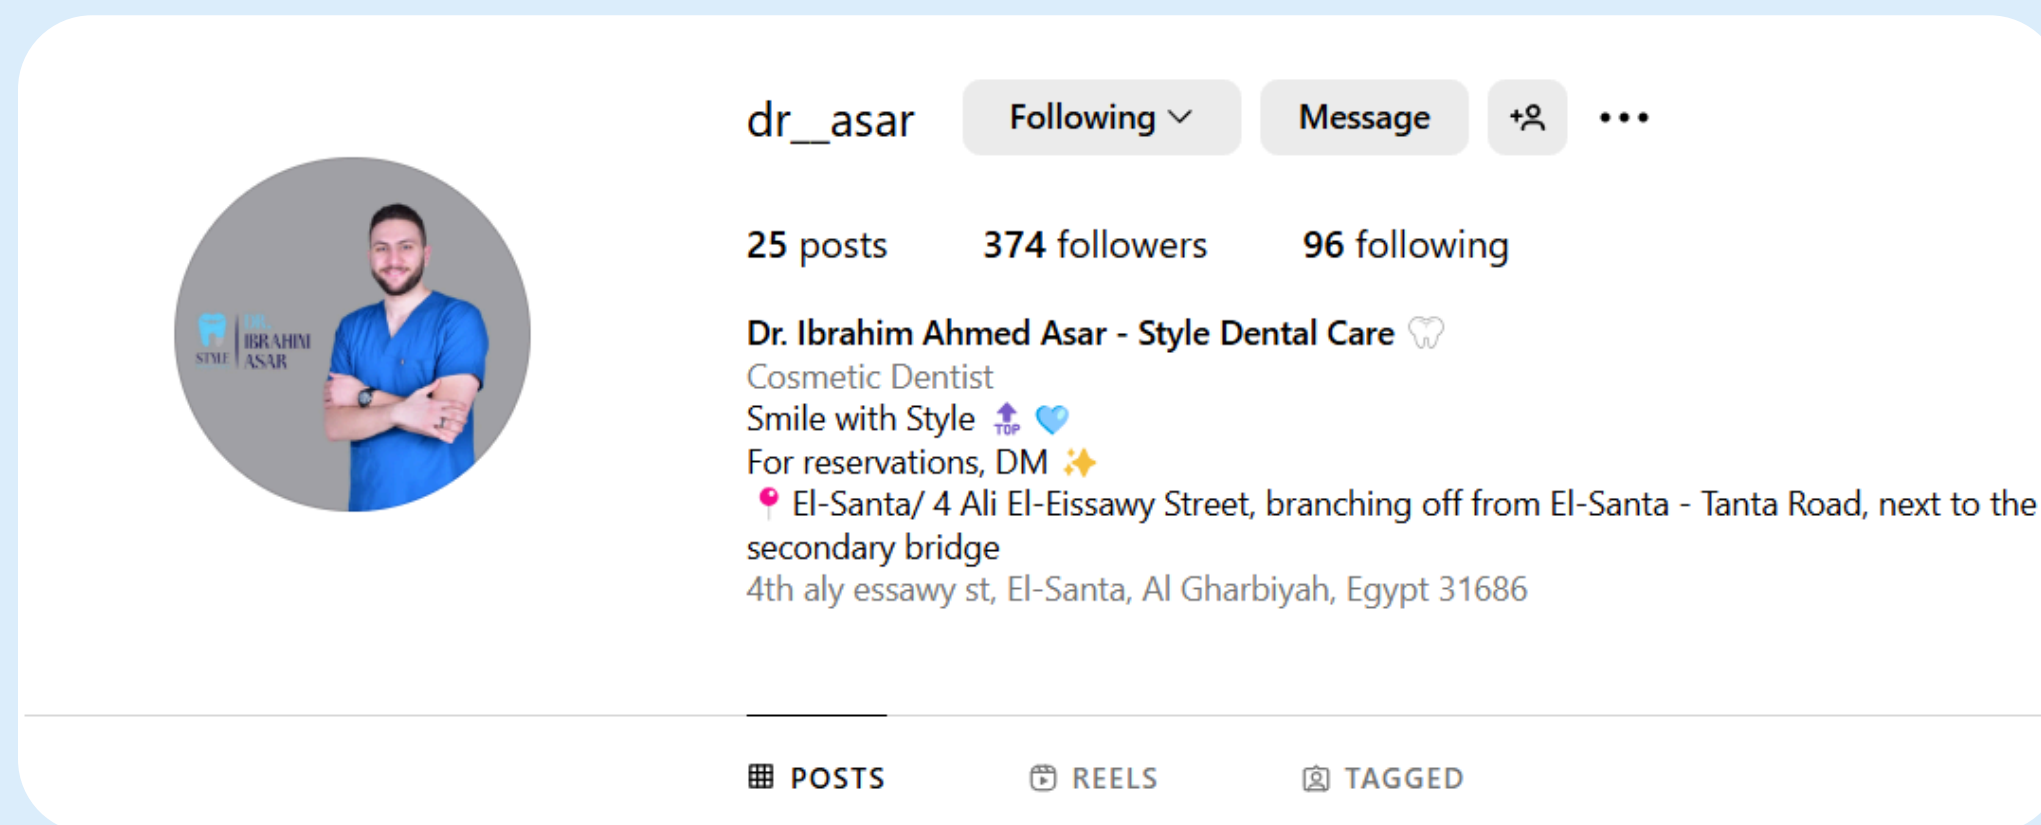 dr__asar
Following
Message
25 posts
374 followers
96 following
Dr. Ibrahim Ahmed Asar - Style Dental Care 🦷
Cosmetic Dentist
Smile with Style 🔝 🩵
For reservations, DM ✨
📍 El-Santa/ 4 Ali El-Eissawy Street, branching off from El-Santa - Tanta Road, next to the
secondary bridge
4th aly essawy st, El-Santa, Al Gharbiyah, Egypt 31686
STYLE
DR.
IBRAHIM
ASAR
POSTS
REELS
TAGGED